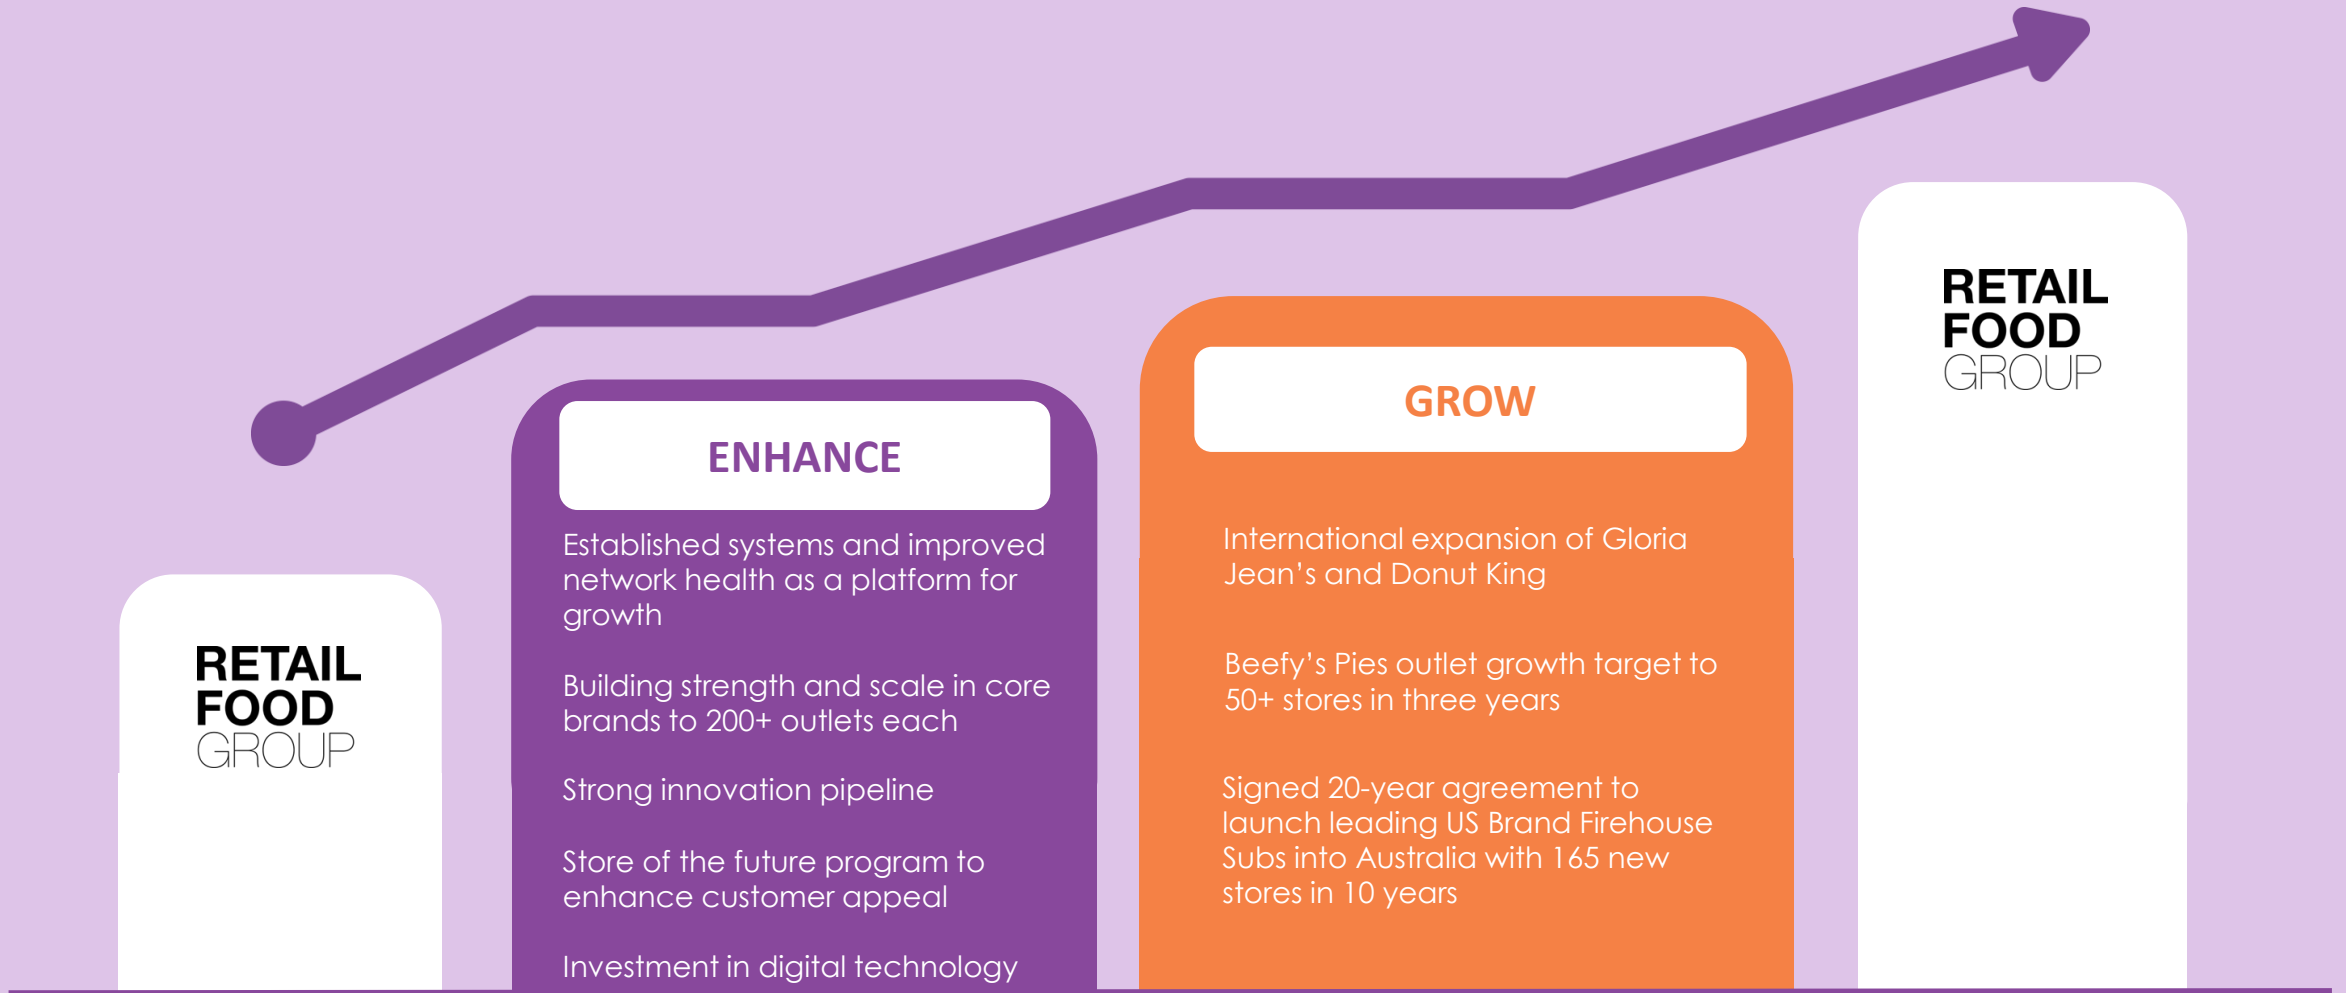 RETAIL
FOOD
GROUP
ENHANCE
Established systems and improved
network health as a platform for
growth
Building strength and scale in core
brands to 200+ outlets each
Strong innovation pipeline
Store of the future program to
enhance customer appeal
Investment in digital technology
GROW
International expansion of Gloria
Jean’s and Donut King
Beefy’s Pies outlet growth target to
50+ stores in three years
Signed 20-year agreement to
launch leading US Brand Firehouse
Subs into Australia with 165 new
stores in 10 years
RETAIL
FOOD
GROUP